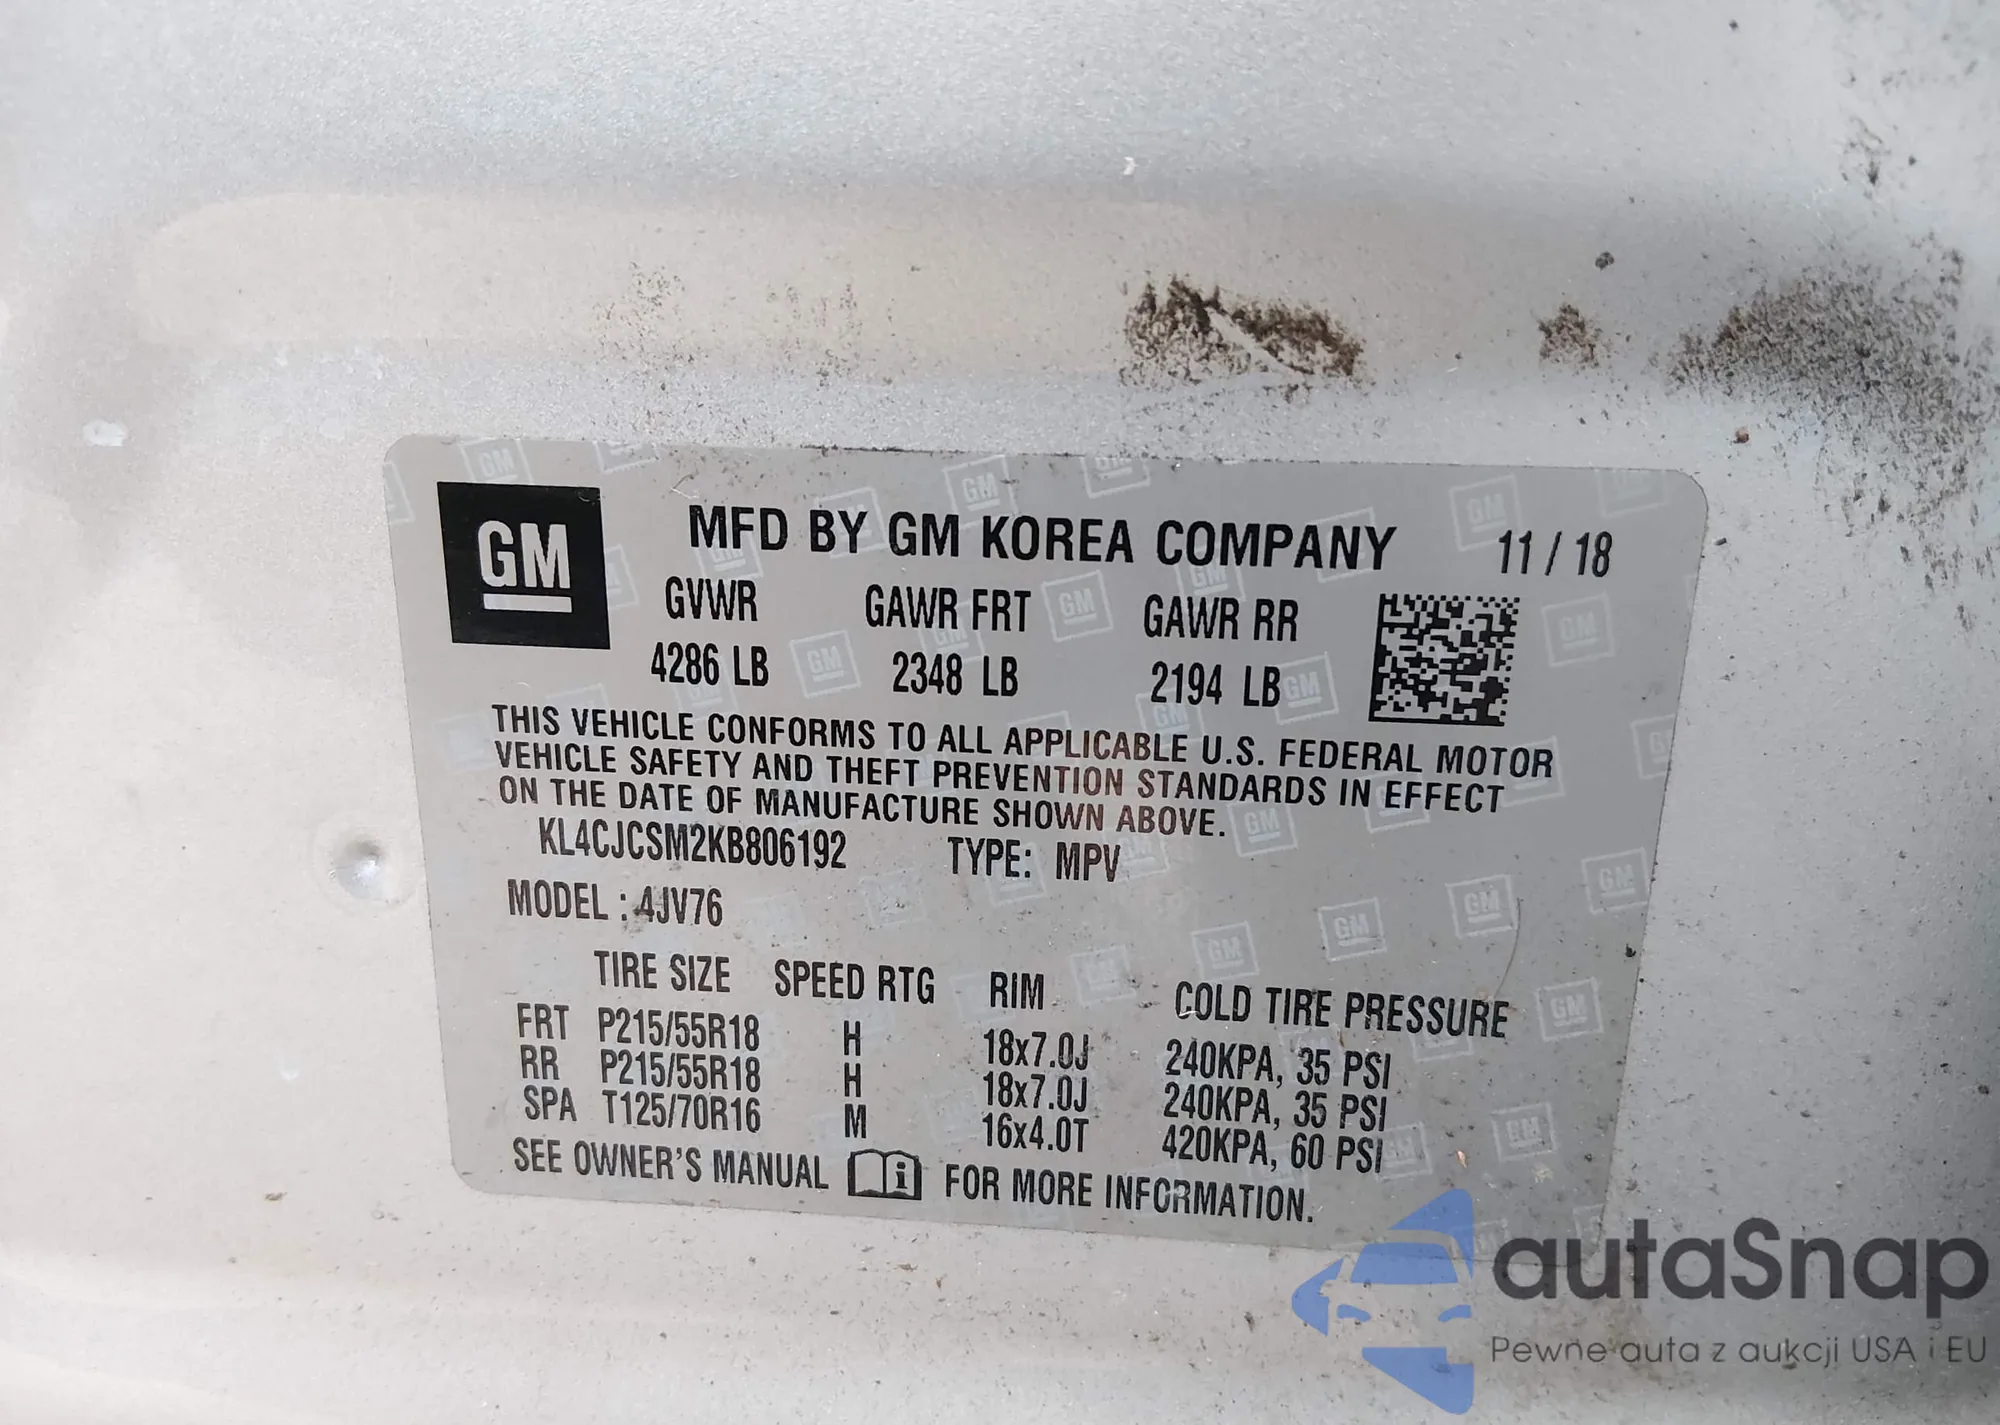 GM
MFD BY GM KOREA COMPANY 11 / 18
GVWR GAWR FRT GAWR RR
4286 LB 2348 LB 2194 LB
THIS VEHICLE CONFORMS TO ALL APPLICABLE U.S. FEDERAL MOTOR
VEHICLE SAFETY AND THEFT PREVENTION STANDARDS IN EFFECT
ON THE DATE OF MANUFACTURE SHOWN ABOVE.
KL4CJCSM2KB806192 TYPE: MPV
MODEL : 4JV76
TIRE SIZE SPEED RTG RIM COLD TIRE PRESSURE
FRT P215/55R18 H 18x7.0J 240KPA, 35 PSI
RR P215/55R18 H 18x7.0J 240KPA, 35 PSI
SPA T125/70R16 M 16x4.0T 420KPA, 60 PSI
SEE OWNER'S MANUAL i FOR MORE INFORMATION.
autaSnap
Pewne auta z aukcji USA i EU